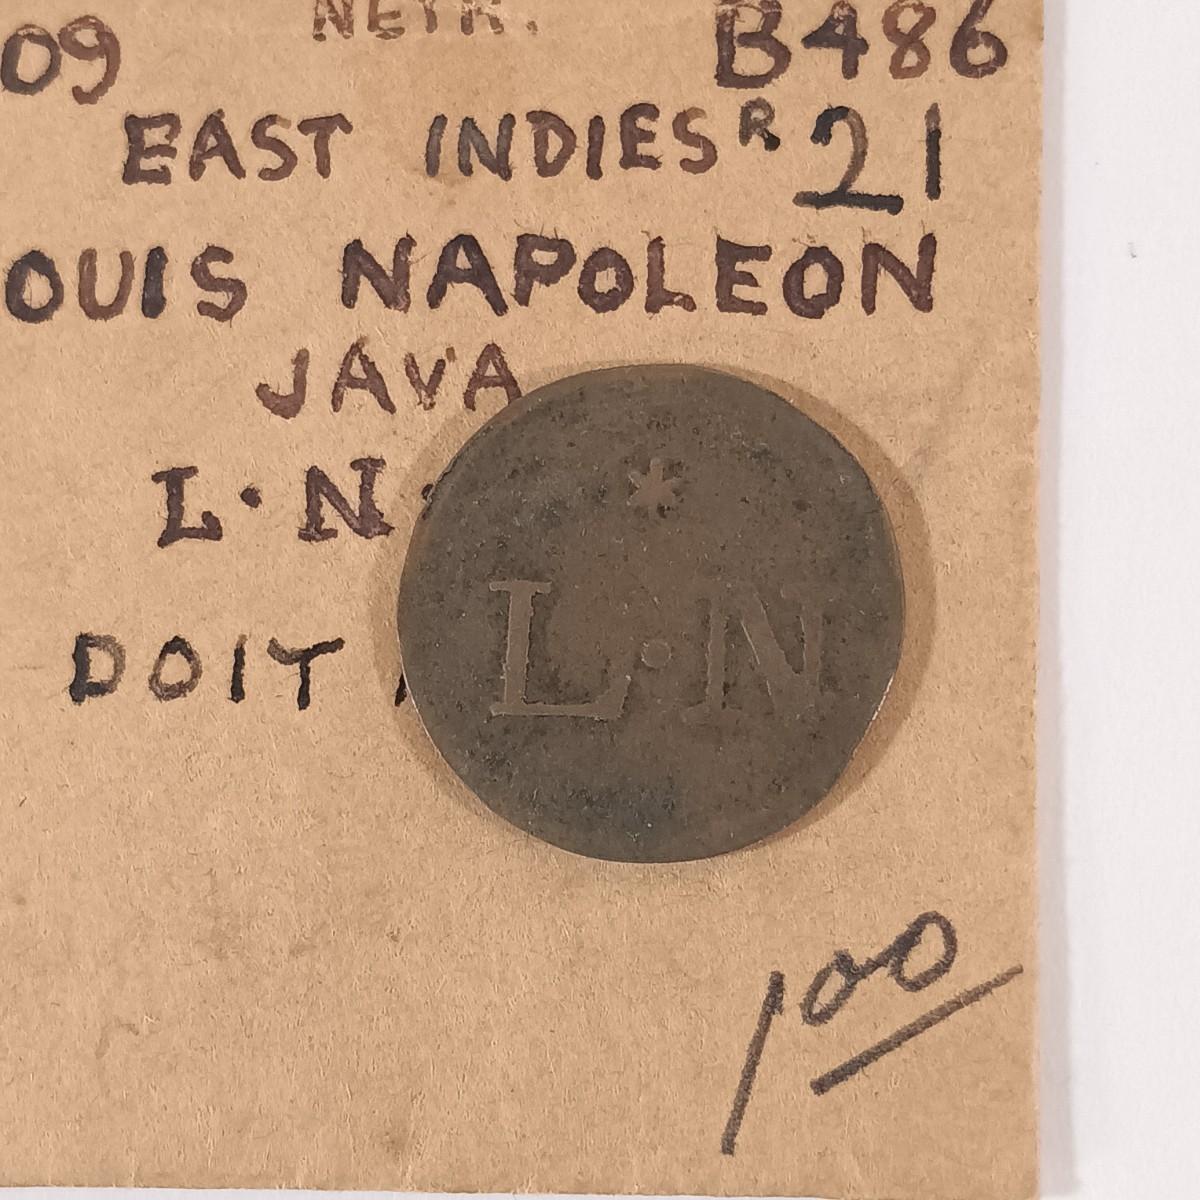 NETH.
09 B486
EAST INDIES R 21
OUIS NAPOLEON
JAVA
L·N·
DOIT
*
L·N
100